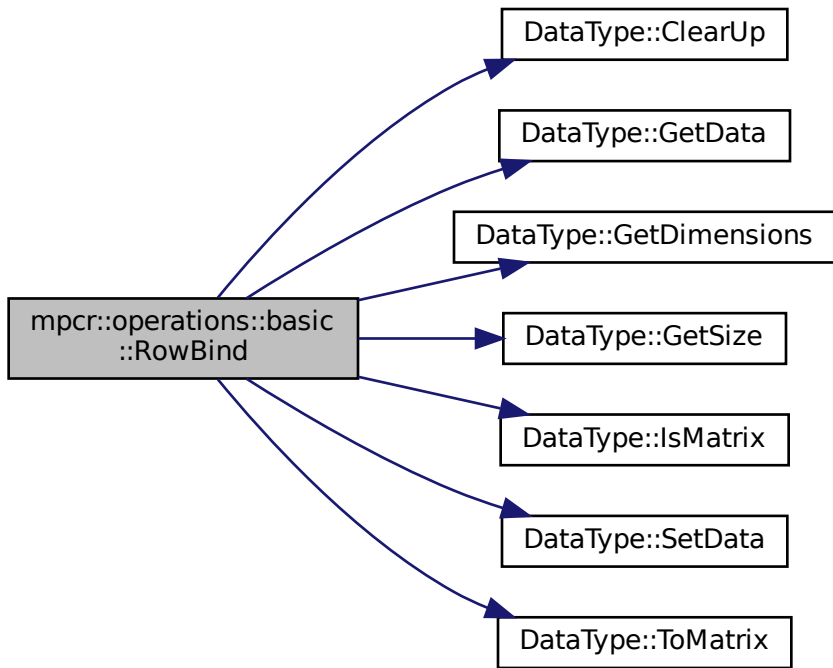 mpcr::operations::basic
::RowBind
DataType::ClearUp
DataType::GetData
DataType::GetDimensions
DataType::GetSize
DataType::IsMatrix
DataType::SetData
DataType::ToMatrix